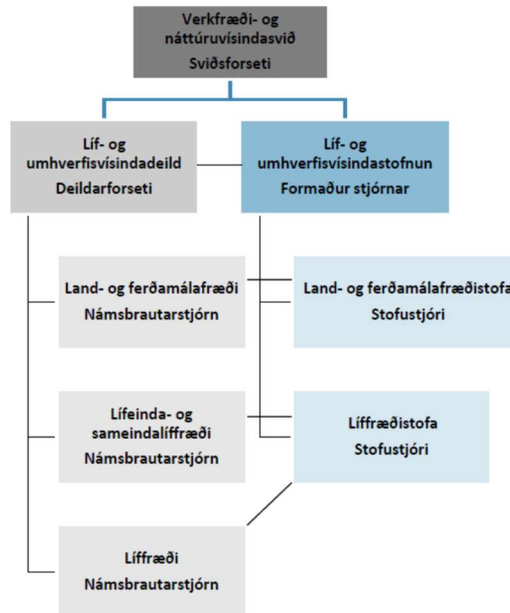 Verkfræði- og
náttúruvísindasvið
Sviðsforseti
Líf- og
umhverfisvísindadeild
Deildarforseti
Líf- og
umhverfisvísindastofnun
Formaður stjórnar
Land- og ferðamálafræði
Námsbrautarstjórn
Land- og ferðamálafræðistofa
Stofustjóri
Lífeinda- og
sameindalíffræði
Námsbrautarstjórn
Líffræðistofa
Stofustjóri
Líffræði
Námsbrautarstjórn